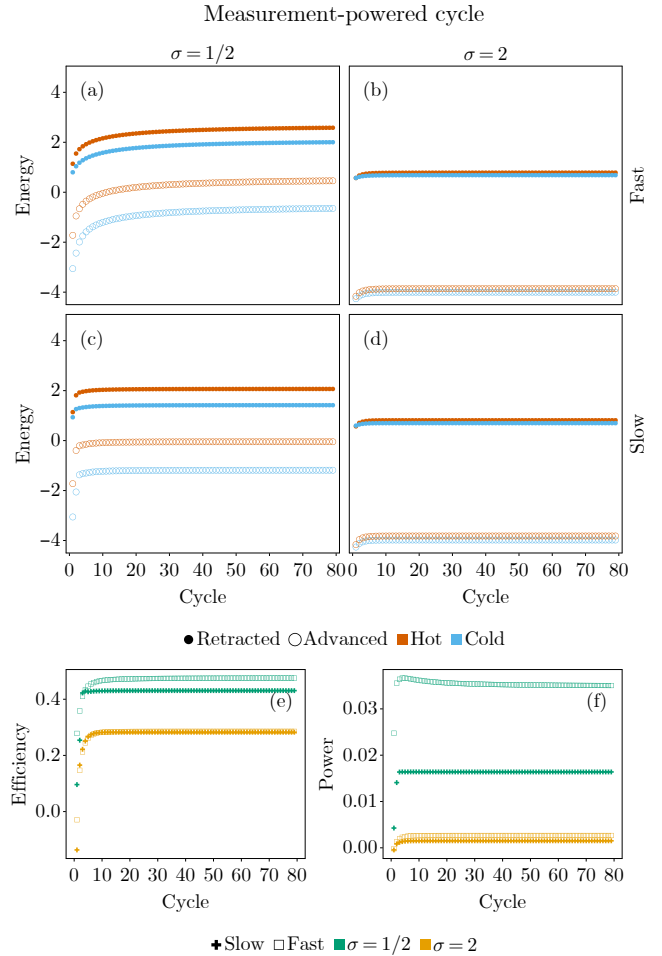 Measurement-powered cycle
σ = 1/2
σ = 2
(a)
(b)
4
2
0
−2
−4
Energy
Fast
(c)
(d)
4
2
0
−2
−4
Energy
Slow
0 10 20 30 40 50 60 70 80
0 10 20 30 40 50 60 70 80
Cycle
Cycle
Retracted Advanced Hot Cold
(e)
(f)
0.4
0.2
0.0
Efficiency
0.03
0.02
0.01
0.00
Power
0 10 20 30 40 50 60 70 80
0 10 20 30 40 50 60 70 80
Cycle
Cycle
Slow Fast σ = 1/2 σ = 2